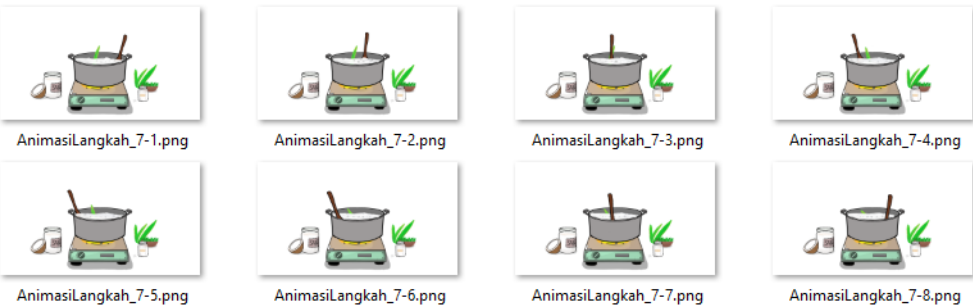 AnimasiLangkah_7-1.png
AnimasiLangkah_7-2.png
AnimasiLangkah_7-3.png
AnimasiLangkah_7-4.png
AnimasiLangkah_7-5.png
AnimasiLangkah_7-6.png
AnimasiLangkah_7-7.png
AnimasiLangkah_7-8.png